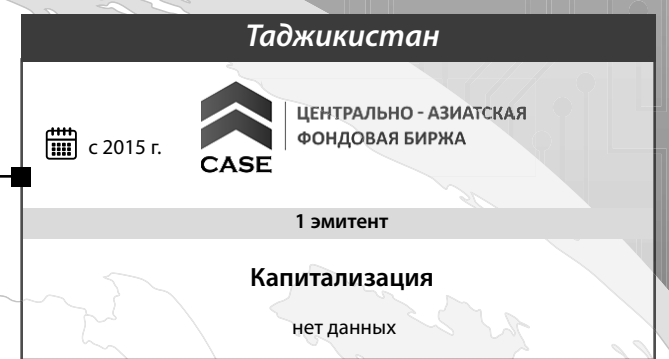 Таджикистан
с 2015 г.
CASE
ЦЕНТРАЛЬНО - АЗИАТСКАЯ
ФОНДОВАЯ БИРЖА
1 эмитент
Капитализация
нет данных